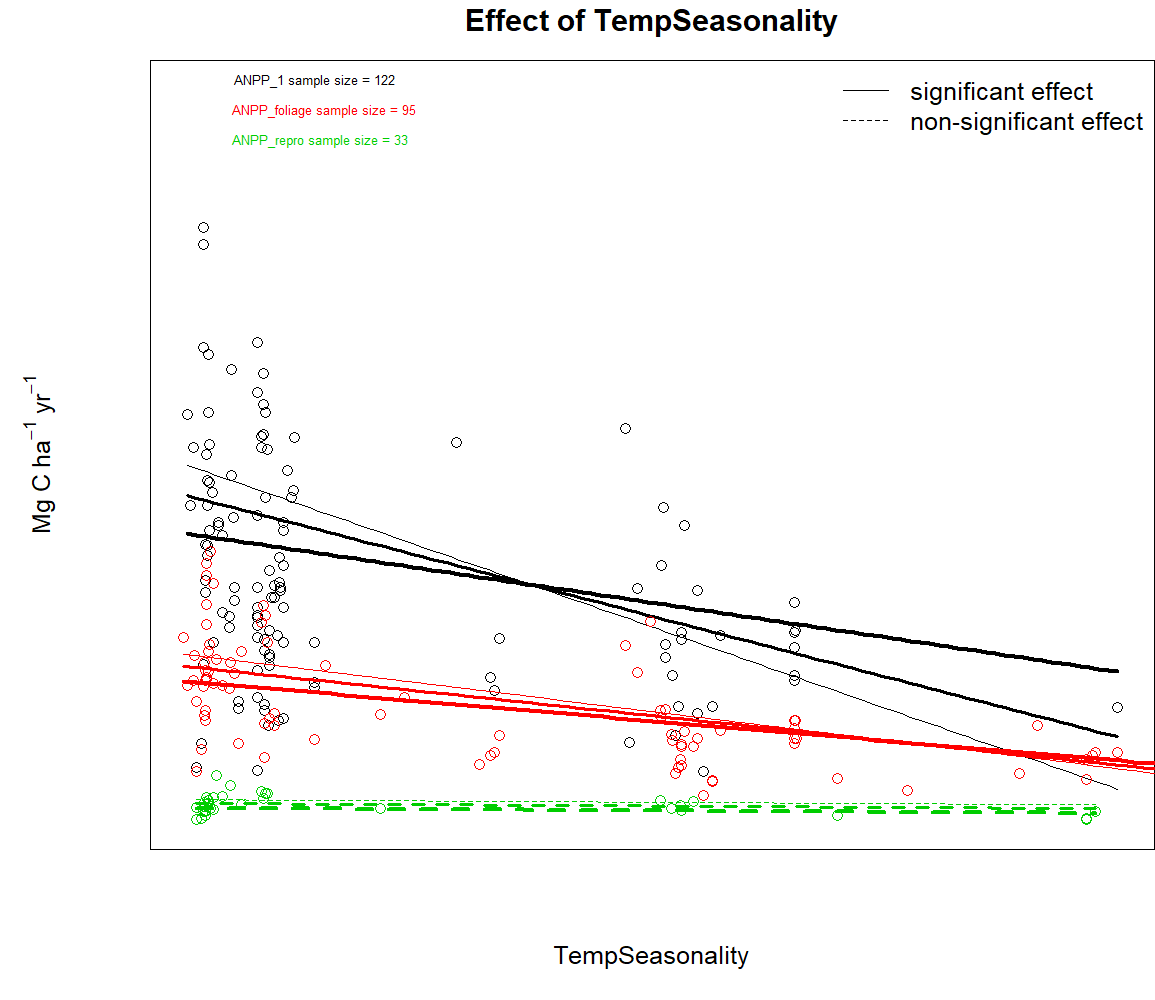 Effect of TempSeasonality
ANPP_1 sample size = 122
ANPP_foliage sample size = 95
ANPP_repro sample size = 33
significant effect
non-significant effect
Mg C ha⁻¹ yr⁻¹
TempSeasonality